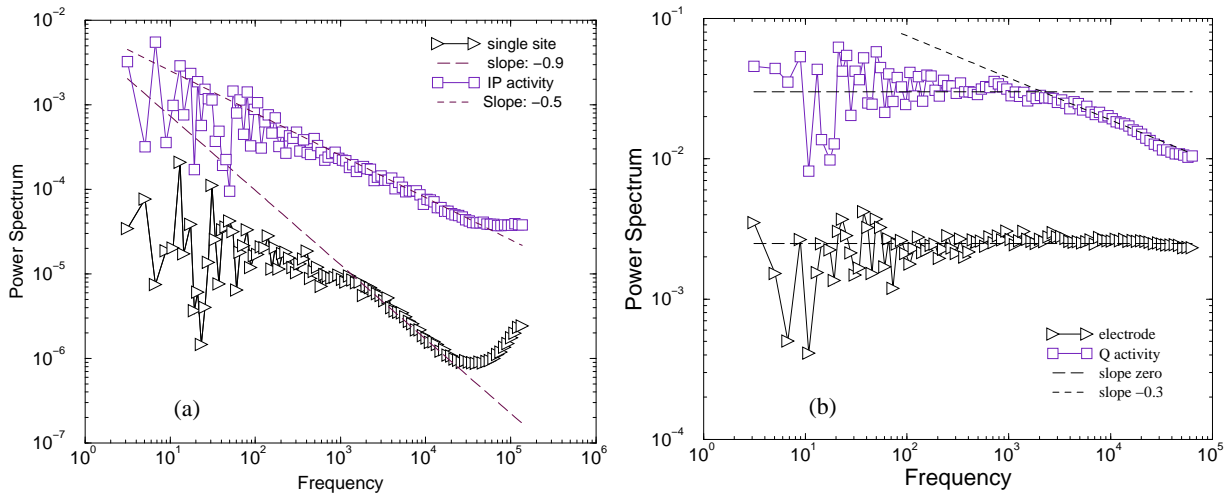 single site
slope: −0.9
IP activity
Slope: −0.5
10⁻²
10⁻³
10⁻⁴
10⁻⁵
10⁻⁶
10⁻⁷
Power Spectrum
(a)
10⁰ 10¹ 10² 10³ 10⁴ 10⁵ 10⁶
Frequency
10⁻¹
10⁻²
10⁻³
10⁻⁴
Power Spectrum
electrode
Q activity
slope zero
slope −0.3
(b)
10⁰ 10¹ 10² 10³ 10⁴ 10⁵
Frequency